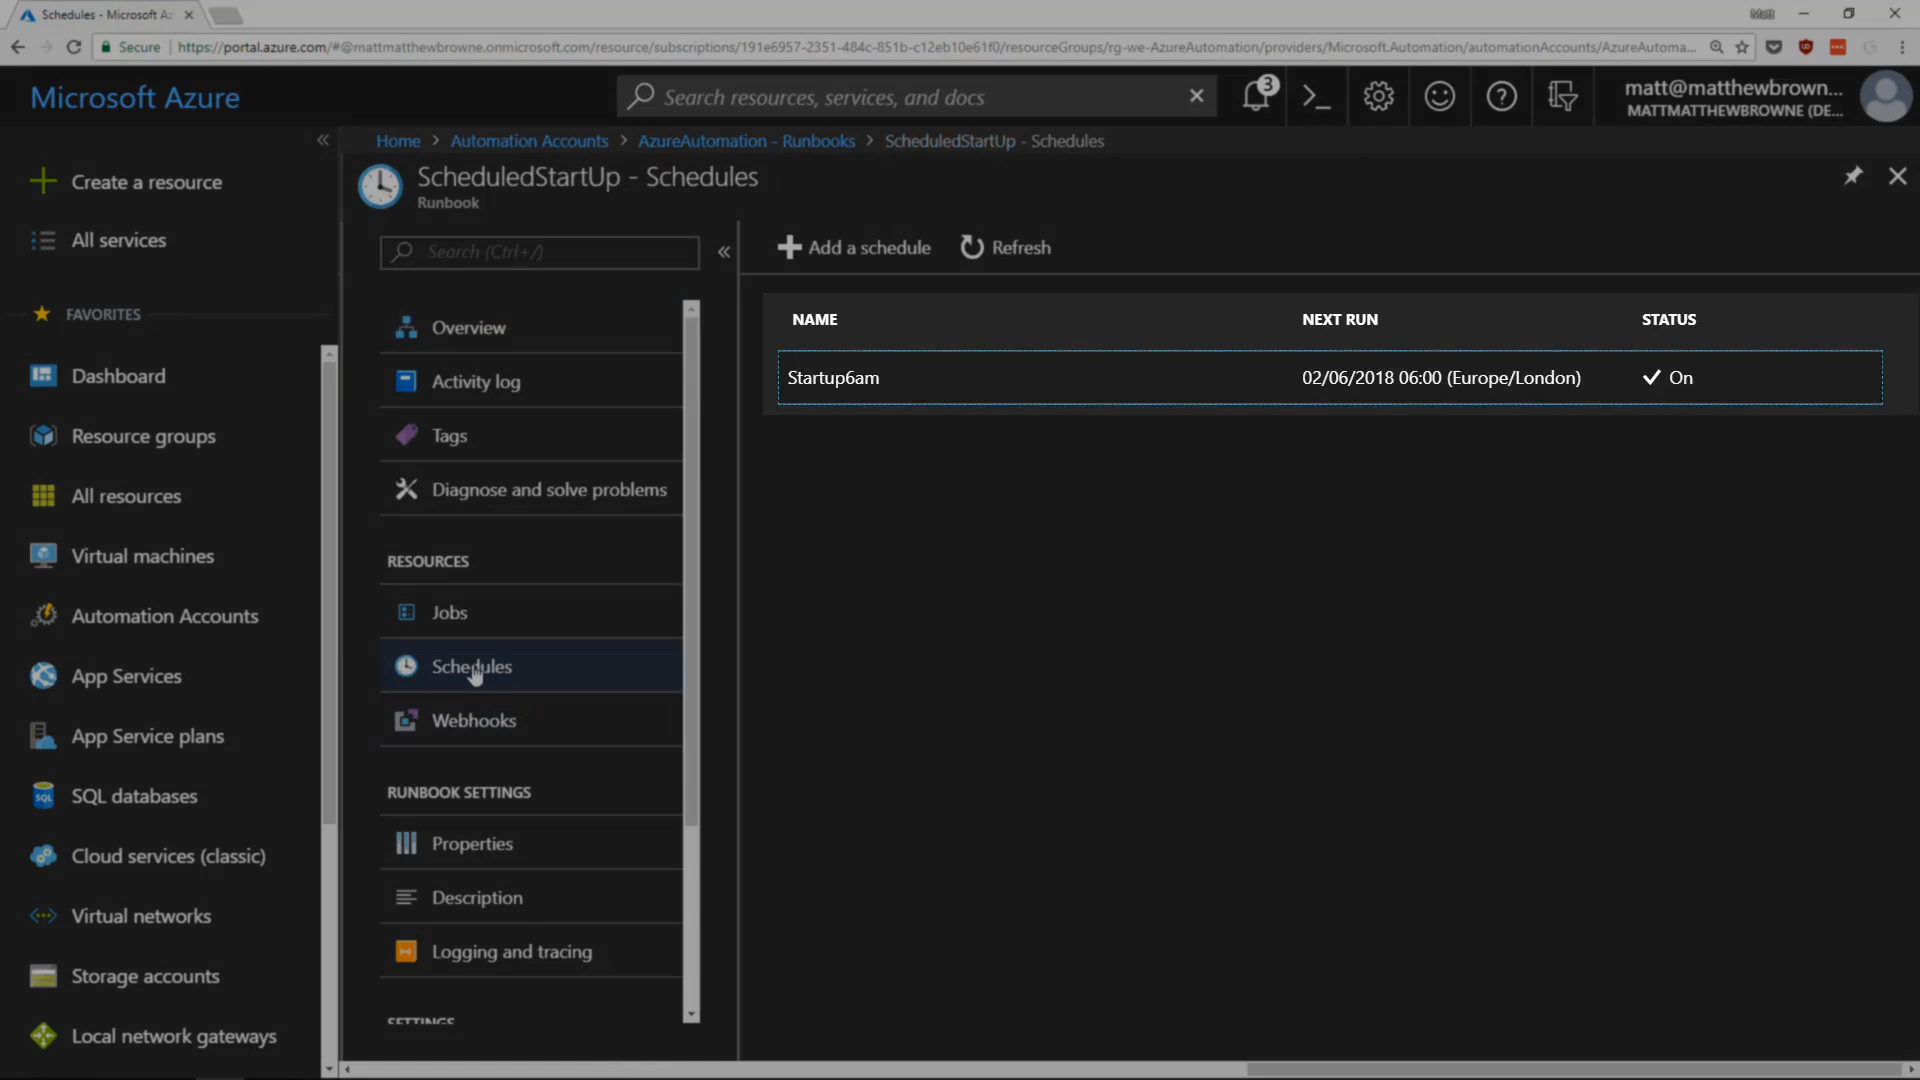 Schedules - Microsoft Az
Matt
Secure
https://portal.azure.com/#@mattmatthewbrowne.onmicrosoft.com/resource/subscriptions/191e6957-2351-484c-851b-c12eb10e61f0/resourceGroups/rg-we-AzureAutomation/providers/Microsoft.Automation/automationAccounts/AzureAutoma...
Microsoft Azure
Search resources, services, and docs
3
matt@matthewbrown...
MATTMATTHEWBROWNE (DE...
Home > Automation Accounts > AzureAutomation - Runbooks > ScheduledStartUp - Schedules
ScheduledStartUp - Schedules
Runbook
Create a resource
All services
FAVORITES
Dashboard
Resource groups
All resources
Virtual machines
Automation Accounts
App Services
App Service plans
SQL databases
Cloud services (classic)
Virtual networks
Storage accounts
Local network gateways
Search (Ctrl+/)
Overview
Activity log
Tags
Diagnose and solve problems
RESOURCES
Jobs
Schedules
Webhooks
RUNBOOK SETTINGS
Properties
Description
Logging and tracing
SETTINGS
Add a schedule
Refresh
NAME NEXT RUN STATUS
Startup6am 02/06/2018 06:00 (Europe/London) On